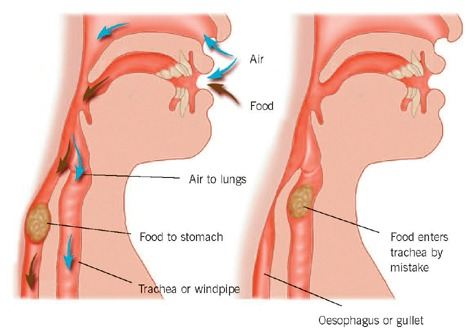 Air
Food
Air to lungs
Food to stomach
Trachea or windpipe
Food enters
trachea by
mistake
Oesophagus or gullet